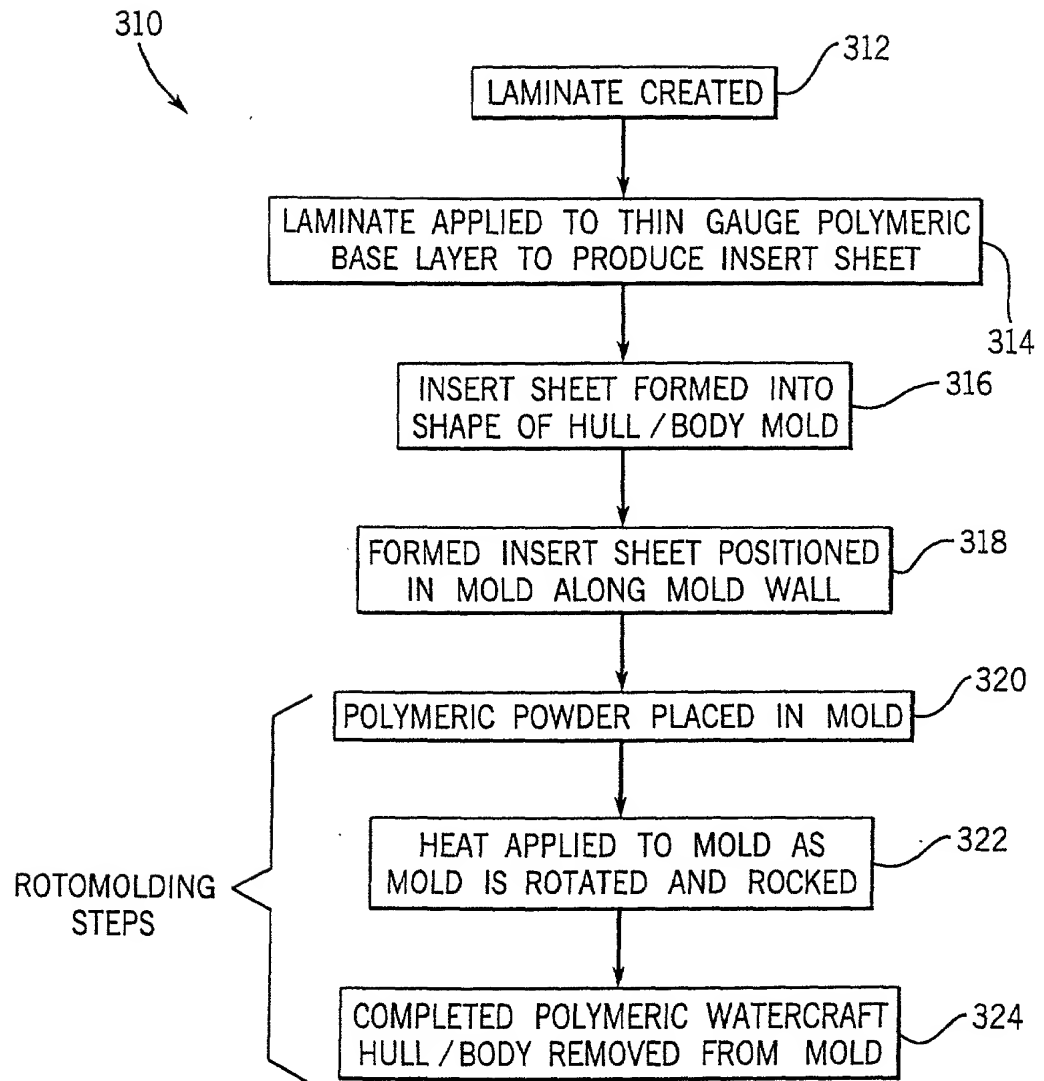 310
312
LAMINATE CREATED
LAMINATE APPLIED TO THIN GAUGE POLYMERIC
BASE LAYER TO PRODUCE INSERT SHEET
314
INSERT SHEET FORMED INTO
SHAPE OF HULL/BODY MOLD
316
FORMED INSERT SHEET POSITIONED
IN MOLD ALONG MOLD WALL
318
POLYMERIC POWDER PLACED IN MOLD
320
HEAT APPLIED TO MOLD AS
MOLD IS ROTATED AND ROCKED
322
ROTOMOLDING
STEPS
COMPLETED POLYMERIC WATERCRAFT
HULL/BODY REMOVED FROM MOLD
324